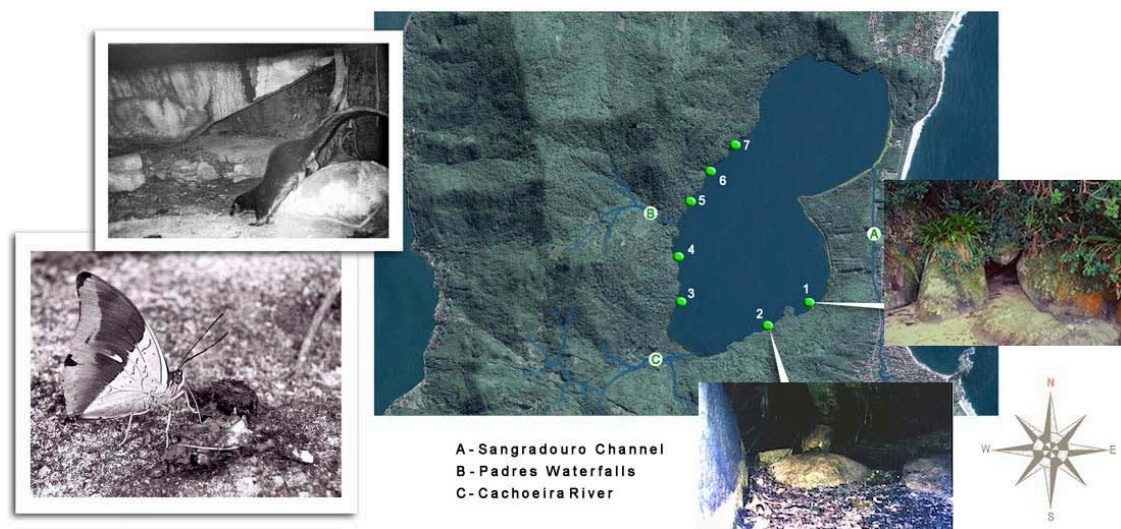 7
6
5
B
A
4
3
1
2
C
A-Sangradouro Channel
B-Padres Waterfalls
C-Cachoeira River
N
W
E
S